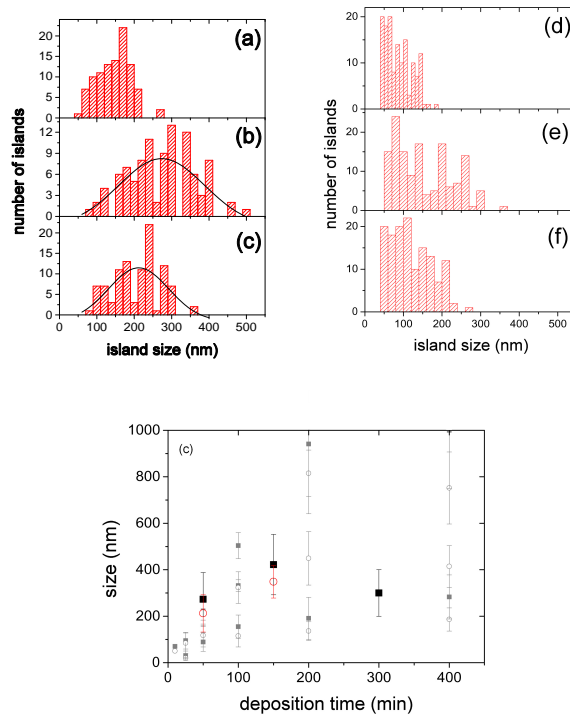 (a)
20
15
10
5
0
(b)
12
9
6
3
0
(c)
20
15
10
5
0
0 100 200 300 400 500
island size (nm)
number of islands
(d)
20
10
0
(e)
20
10
0
(f)
20
10
0
0 100 200 300 400 500
island size (nm)
number of islands
(c)
1000
800
600
400
200
0
0 100 200 300 400
size (nm)
deposition time (min)